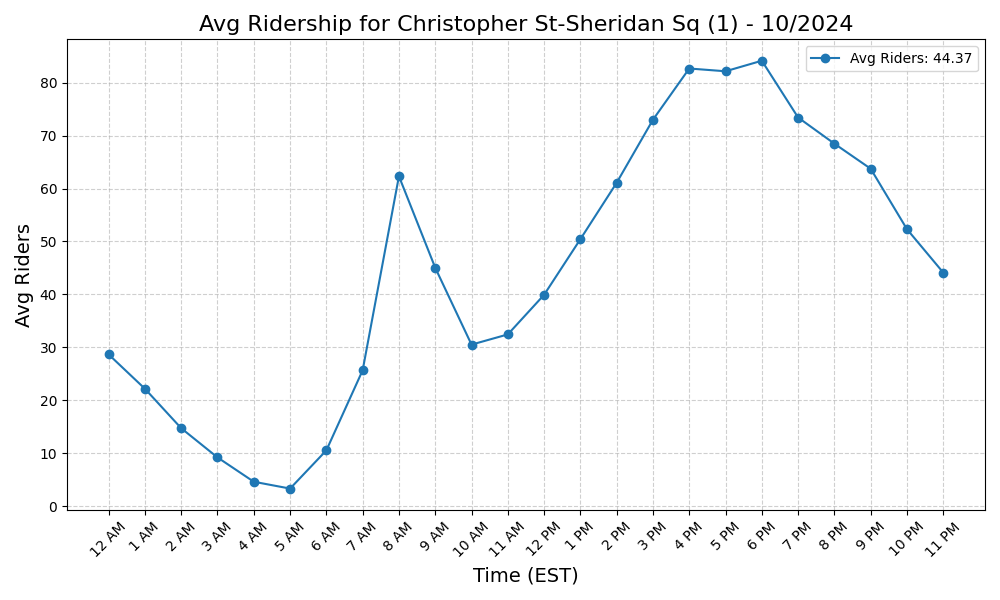 Avg Ridership for Christopher St-Sheridan Sq (1) - 10/2024
Avg Riders: 44.37
Avg Riders
80
70
60
50
40
30
20
10
0
12 AM
1 AM
2 AM
3 AM
4 AM
5 AM
6 AM
7 AM
8 AM
9 AM
10 AM
11 AM
12 PM
1 PM
2 PM
3 PM
4 PM
5 PM
6 PM
7 PM
8 PM
9 PM
10 PM
11 PM
Time (EST)